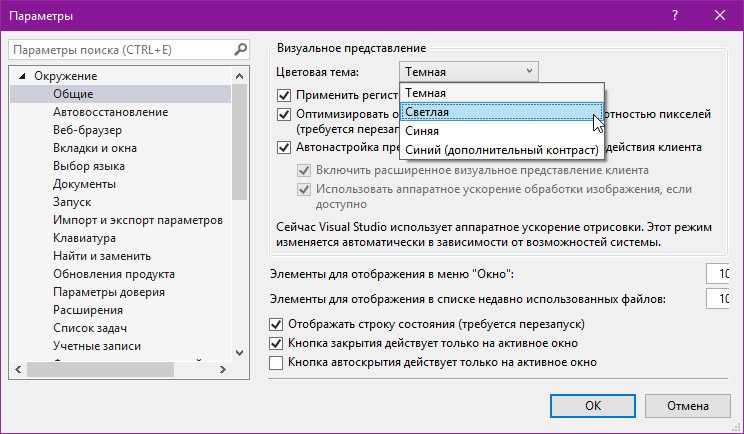 Параметры
?
Параметры поиска (CTRL+E)
Окружение
Общие
Автовосстановление
Веб-браузер
Вкладки и окна
Выбор языка
Документы
Запуск
Импорт и экспорт параметров
Клавиатура
Найти и заменить
Обновления продукта
Параметры доверия
Расширения
Список задач
Учетные записи
Визуальное представление
Цветовая тема: Темная
Темная
Светлая
Синяя
Синий (дополнительный контраст)
Применить регист
Оптимизировать о отностью пикселей
(требуется перезап
Автонастройка пре действия клиента
Включить расширенное визуальное представление клиента
Использовать аппаратное ускорение обработки изображения, если
доступно
Сейчас Visual Studio использует аппаратное ускорение отрисовки. Этот режим
изменяется автоматически в зависимости от возможностей системы.
Элементы для отображения в меню "Окно": 10
Элементы для отображения в списке недавно использованных файлов: 10
Отображать строку состояния (требуется перезапуск)
Кнопка закрытия действует только на активное окно
Кнопка автоскрытия действует только на активное окно
OK
Отмена